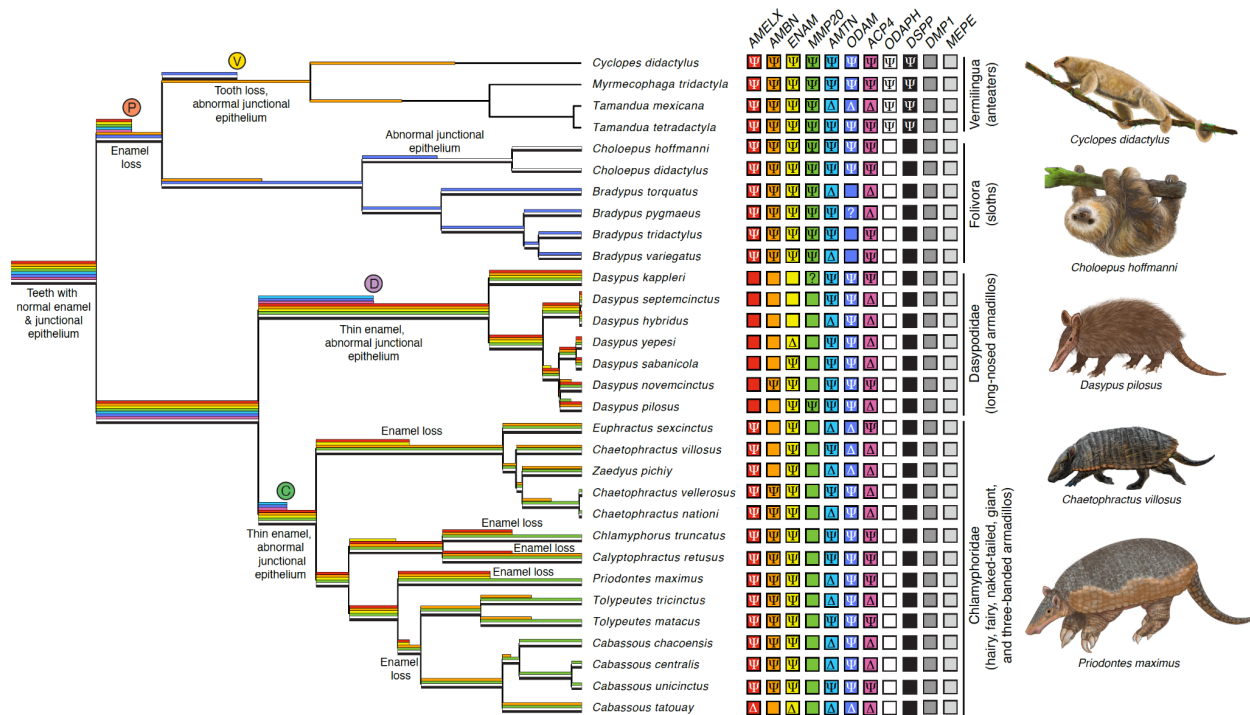 AMELX
AMBN
ENAM
MMP20
AMTN
ODAM
ACP4
ODAPH
DSPP
DMP1
MEPE
V
Tooth loss,
abnormal junctional
epithelium
P
Enamel
loss
Abnormal junctional
epithelium
Teeth with
normal enamel
& junctional
epithelium
D
Thin enamel,
abnormal junctional
epithelium
Enamel loss
C
Thin enamel,
abnormal
junctional
epithelium
Enamel loss
Enamel loss
Enamel loss
Enamel
loss
Cyclopes didactylus Ψ Ψ Ψ Ψ Ψ Ψ Ψ Ψ Ψ
Myrmecophaga tridactyla Ψ Ψ Ψ Ψ Ψ Ψ Ψ Ψ Ψ
Tamandua mexicana Ψ Ψ Ψ Ψ Δ Δ Δ Ψ Ψ
Tamandua tetradactyla Ψ Ψ Ψ Ψ Ψ Ψ Ψ Ψ Ψ
Choloepus hoffmanni Ψ Ψ Ψ Ψ Ψ Ψ Ψ
Choloepus didactylus Ψ Ψ Ψ Ψ Ψ Ψ Ψ
Bradypus torquatus Ψ Ψ Ψ Ψ Δ Δ
Bradypus pygmaeus Ψ Ψ Ψ Ψ Ψ ? Δ
Bradypus tridactylus Ψ Ψ Ψ Ψ Ψ Ψ
Bradypus variegatus Ψ Ψ Ψ Ψ Δ Ψ
Dasypus kappleri ? Ψ Ψ Ψ
Dasypus septemcinctus Ψ Ψ Δ
Dasypus hybridus Δ Ψ Δ
Dasypus yepesi Δ Ψ Ψ Δ
Dasypus sabanicola Ψ Ψ Ψ Δ
Dasypus novemcinctus Ψ Ψ Ψ Ψ Ψ
Dasypus pilosus Ψ Ψ Ψ Ψ Δ
Euphractus sexcinctus Ψ Ψ Δ Δ Ψ
Chaetophractus villosus Ψ Ψ Ψ Δ Ψ
Zaedyus pichiy Ψ Ψ Δ Δ Δ
Chaetophractus vellerosus Ψ Ψ Ψ Ψ Ψ Δ
Chaetophractus nationi Ψ Ψ Ψ Δ Ψ Δ
Chlamyphorus truncatus Ψ Ψ Ψ Ψ Ψ Ψ
Calyptophractus retusus Ψ Ψ Ψ Δ Ψ Ψ
Priodontes maximus Ψ Ψ Ψ Ψ Ψ Ψ
Tolypeutes tricinctus Ψ Ψ Ψ Δ Ψ Δ
Tolypeutes matacus Ψ Ψ Ψ Ψ Ψ Ψ
Cabassous chacoensis Ψ Ψ Ψ Δ Ψ Δ
Cabassous centralis Ψ Ψ Ψ Δ Ψ Δ
Cabassous unicinctus Ψ Ψ Ψ Ψ Ψ Ψ
Cabassous tatouay Δ Δ Δ Δ Δ
Vermilingua
(anteaters)
Folivora
(sloths)
Dasypodidae
(long-nosed armadillos)
Chlamyphoridae
(hairy, fairy, naked-tailed, giant,
and three-banded armadillos)
Cyclopes didactylus
Choloepus hoffmanni
Dasypus pilosus
Chaetophractus villosus
Priodontes maximus